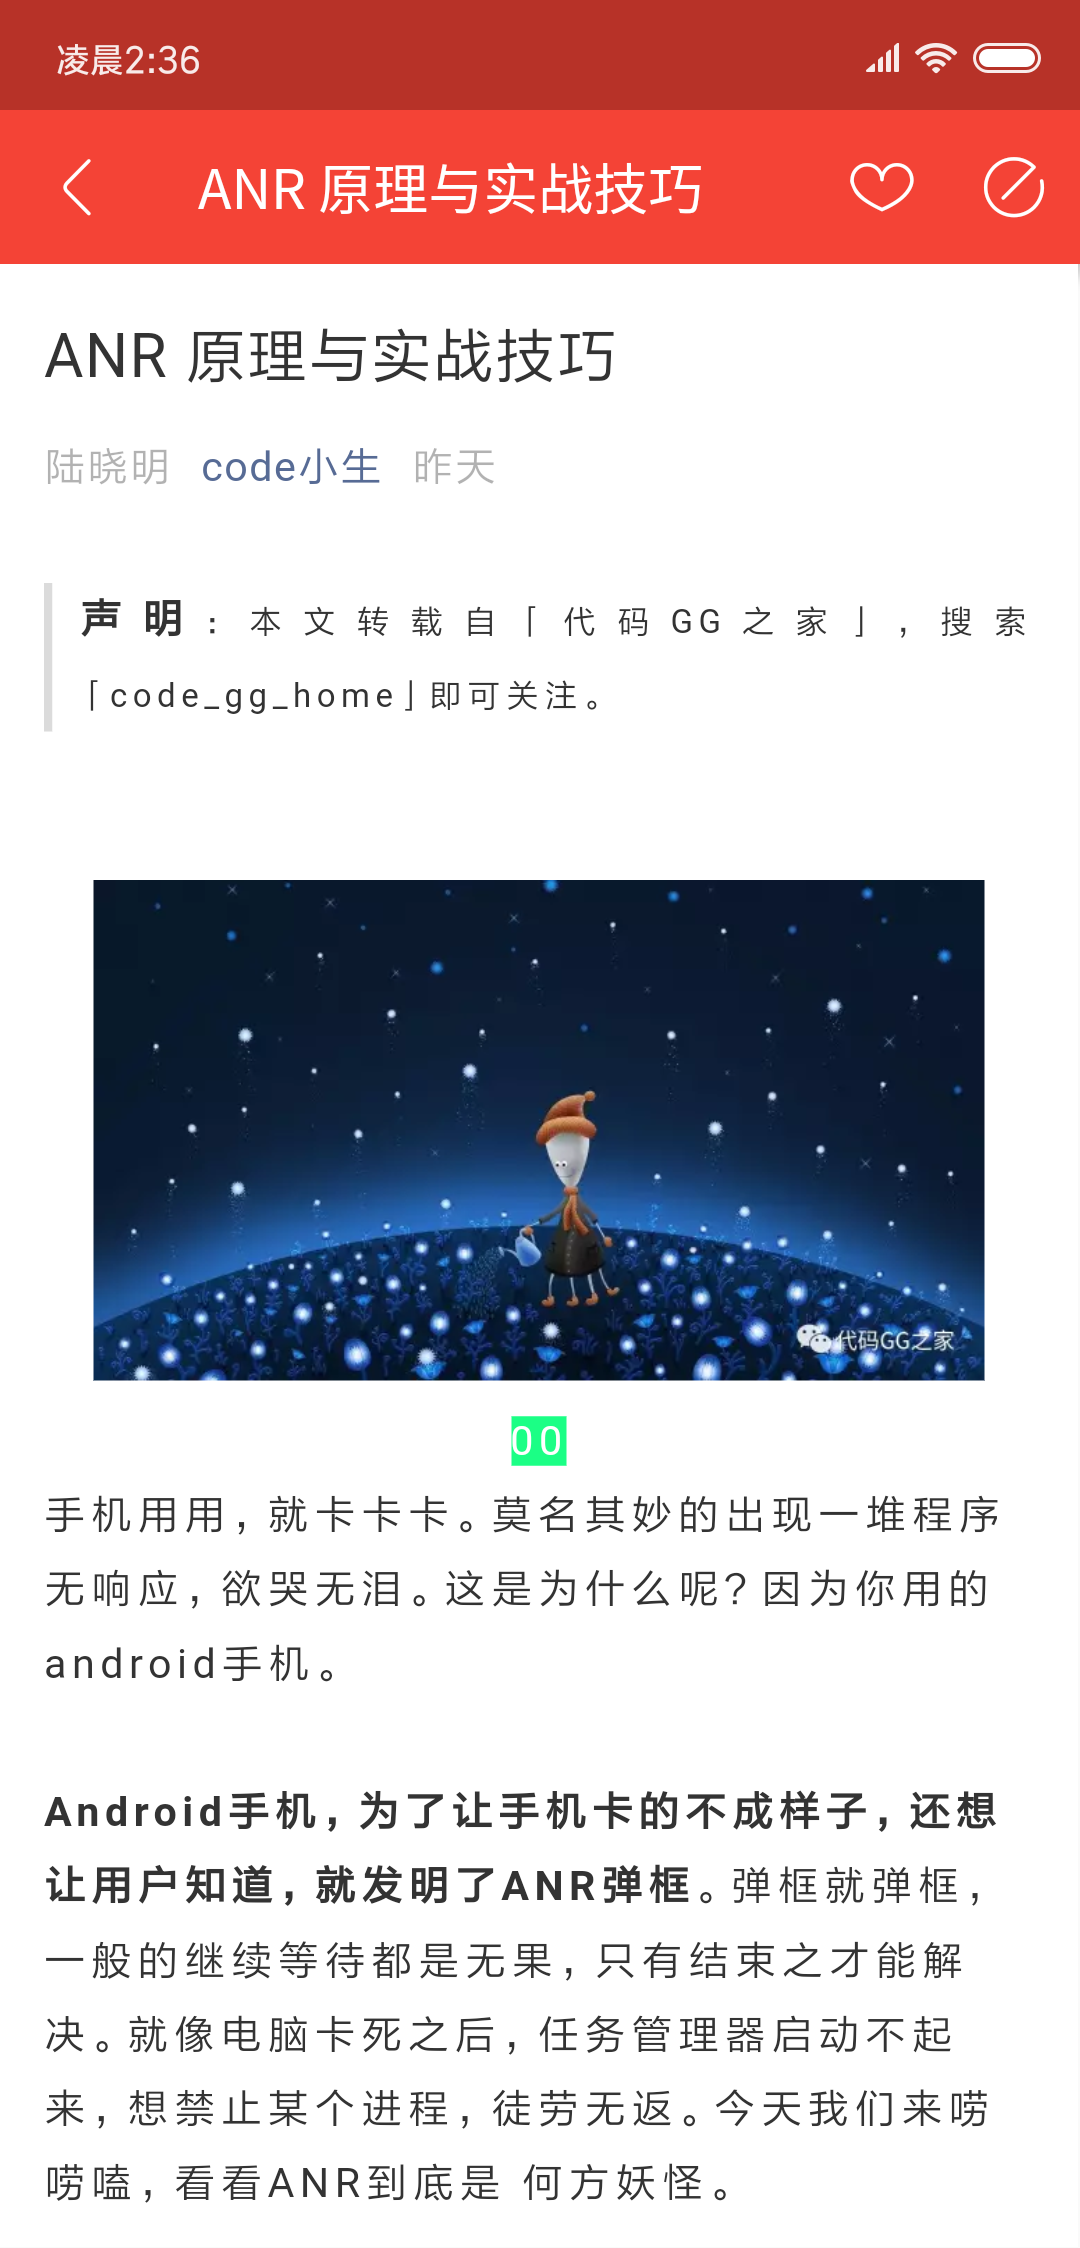 凌晨2:36
ANR 原理与实战技巧
ANR 原理与实战技巧
陆晓明 code小生 昨天
声明：本文转载自「代码GG之家」，搜索
「code_gg_home」即可关注。
代码GG之家
00
手机用用，就卡卡卡。莫名其妙的出现一堆程序
无响应，欲哭无泪。这是为什么呢？因为你用的
android手机。
Android手机，为了让手机卡的不成样子，还想
让用户知道，就发明了ANR弹框。弹框就弹框，
一般的继续等待都是无果，只有结束之才能解
决。就像电脑卡死之后，任务管理器启动不起
来，想禁止某个进程，徒劳无返。今天我们来唠
唠嗑，看看ANR到底是 何方妖怪。